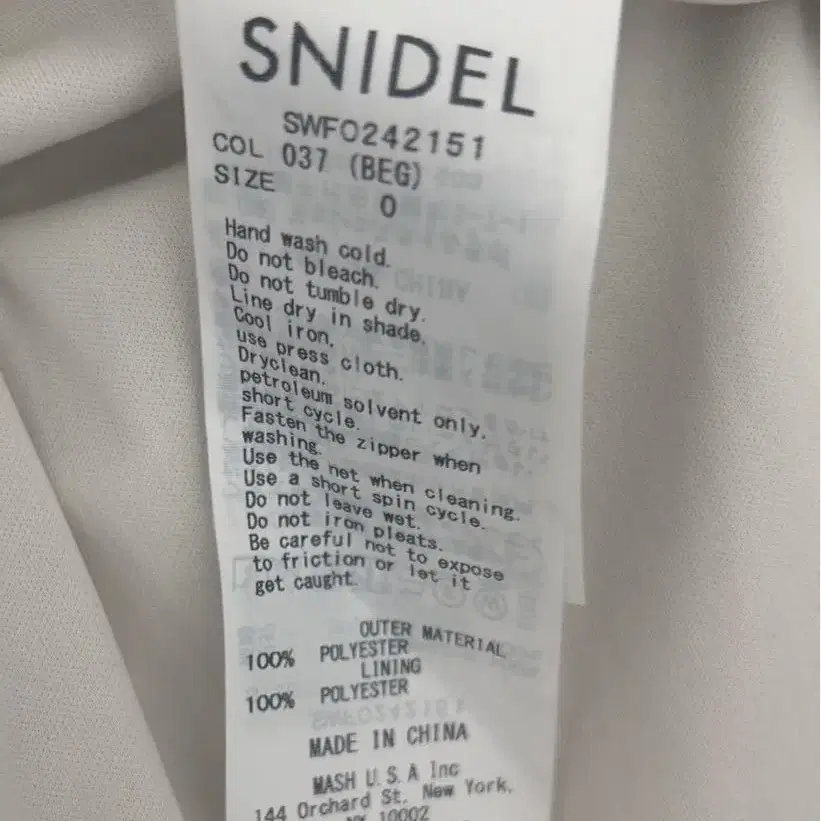 SNIDEL
SWFO242151
COL 037 (BEG)
SIZE 0
Hand wash cold.
Do not bleach.
Do not tumble dry.
Line dry in shade.
Cool iron,
use press cloth.
Dryclean,
petroleum solvent only,
short cycle.
Fasten the zipper when
washing.
Use the net when cleaning.
Use a short spin cycle.
Do not leave wet.
Do not iron pleats.
Be careful not to expose
to friction or let it
get caught.
OUTER MATERIAL
100% POLYESTER
LINING
100% POLYESTER
MADE IN CHINA
MASH U.S.A Inc
144 Orchard St, New York,
NY 10002